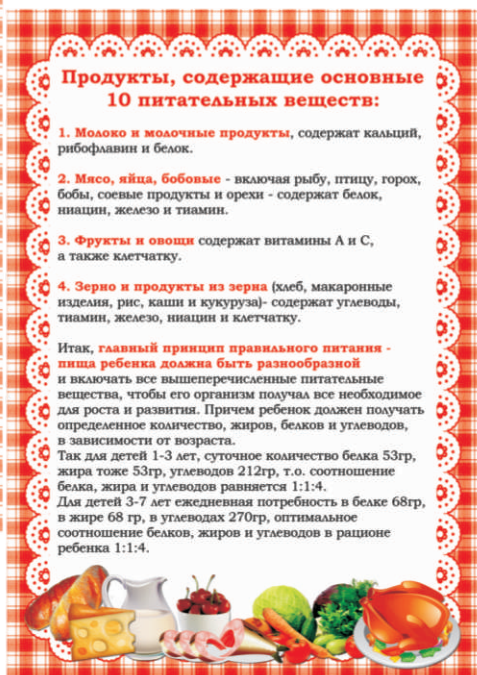 Продукты, содержащие основные
10 питательных веществ:
1. Молоко и молочные продукты, содержат кальций,
рибофлавин и белок.
2. Мясо, яйца, бобовые - включая рыбу, птицу, горох,
бобы, соевые продукты и орехи - содержат белок,
ниацин, железо и тиамин.
3. Фрукты и овощи содержат витамины А и С,
а также клетчатку.
4. Зерно и продукты из зерна (хлеб, макаронные
изделия, рис, каши и кукуруза)- содержат углеводы,
тиамин, железо, ниацин и клетчатку.
Итак, главный принцип правильного питания -
пища ребенка должна быть разнообразной
и включать все вышеперечисленные питательные
вещества, чтобы его организм получал все необходимое
для роста и развития. Причем ребенок должен получать
определенное количество, жиров, белков и углеводов,
в зависимости от возраста.
Так для детей 1-3 лет, суточное количество белка 53гр,
жира тоже 53гр, углеводов 212гр, т.о. соотношение
белка, жира и углеводов равняется 1:1:4.
Для детей 3-7 лет ежедневная потребность в белке 68гр,
в жире 68 гр, в углеводах 270гр, оптимальное
соотношение белков, жиров и углеводов в рационе
ребенка 1:1:4.